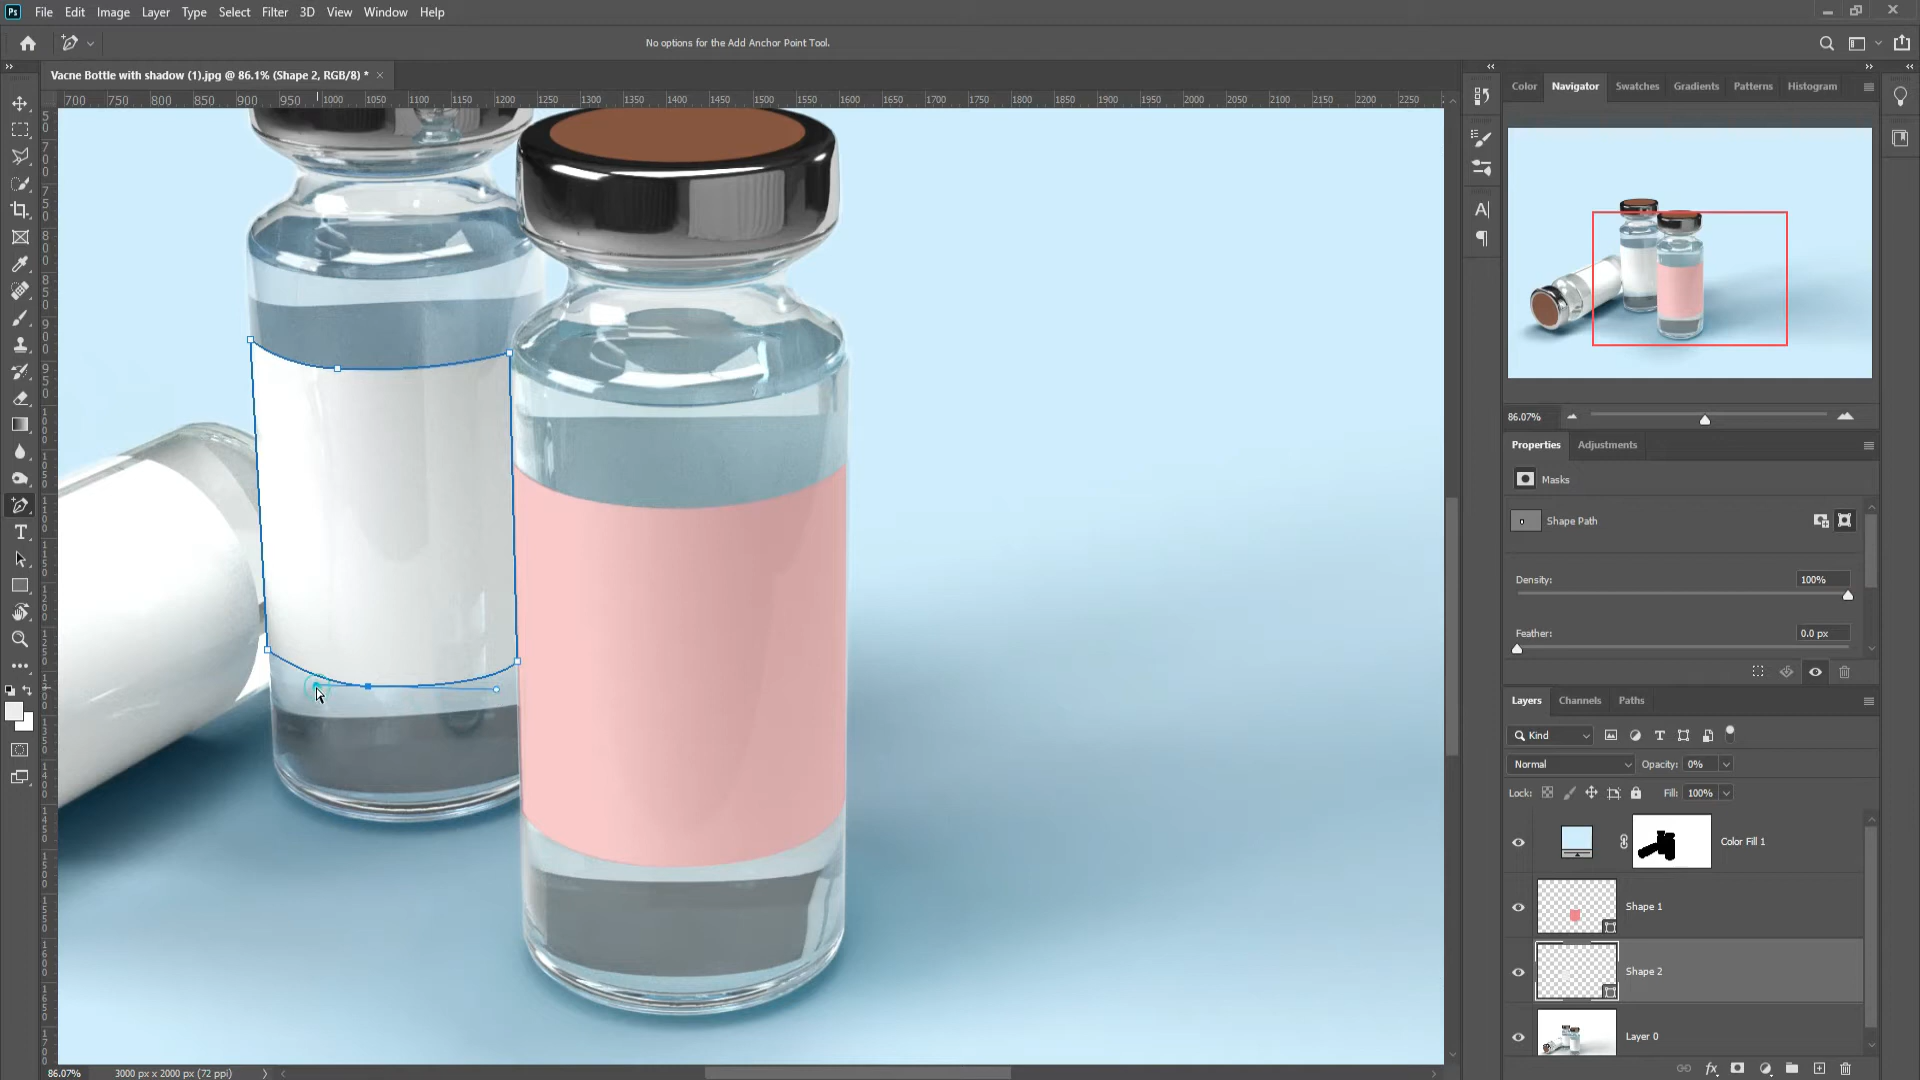 Ps File Edit Image Layer Type Select Filter 3D View Window Help
No options for the Add Anchor Point Tool.
Vacne Bottle with shadow (1).jpg @ 86.1% (Shape 2, RGB/8) * ×
700 750 800 850 900 950 1000 1050 1100 1150 1200 1250 1300 1350 1400 1450 1500 1550 1600 1650 1700 1750 1800 1850 1900 1950 2000 2050 2100 2150 2200 2250
Color Navigator Swatches Gradients Patterns Histogram
86.07%
Properties Adjustments
Masks
Shape Path
Density: 100%
Feather: 0.0 px
Layers Channels Paths
Kind
Normal Opacity: 0%
Lock: Fill: 100%
Color Fill 1
Shape 1
Shape 2
Layer 0
86.07% 3000 px x 2000 px (72 ppi)